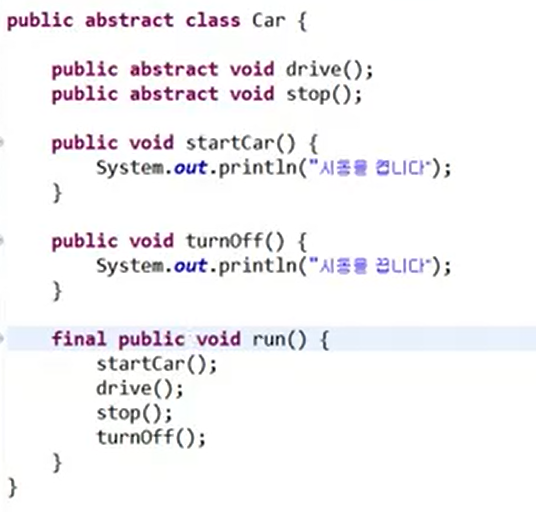 public abstract class Car {
public abstract void drive();
public abstract void stop();
public void startCar() {
System.out.println("시동을 켭니다");
}
public void turnOff() {
System.out.println("시동을 끕니다");
}
final public void run() {
startCar();
drive();
stop();
turnOff();
}
}